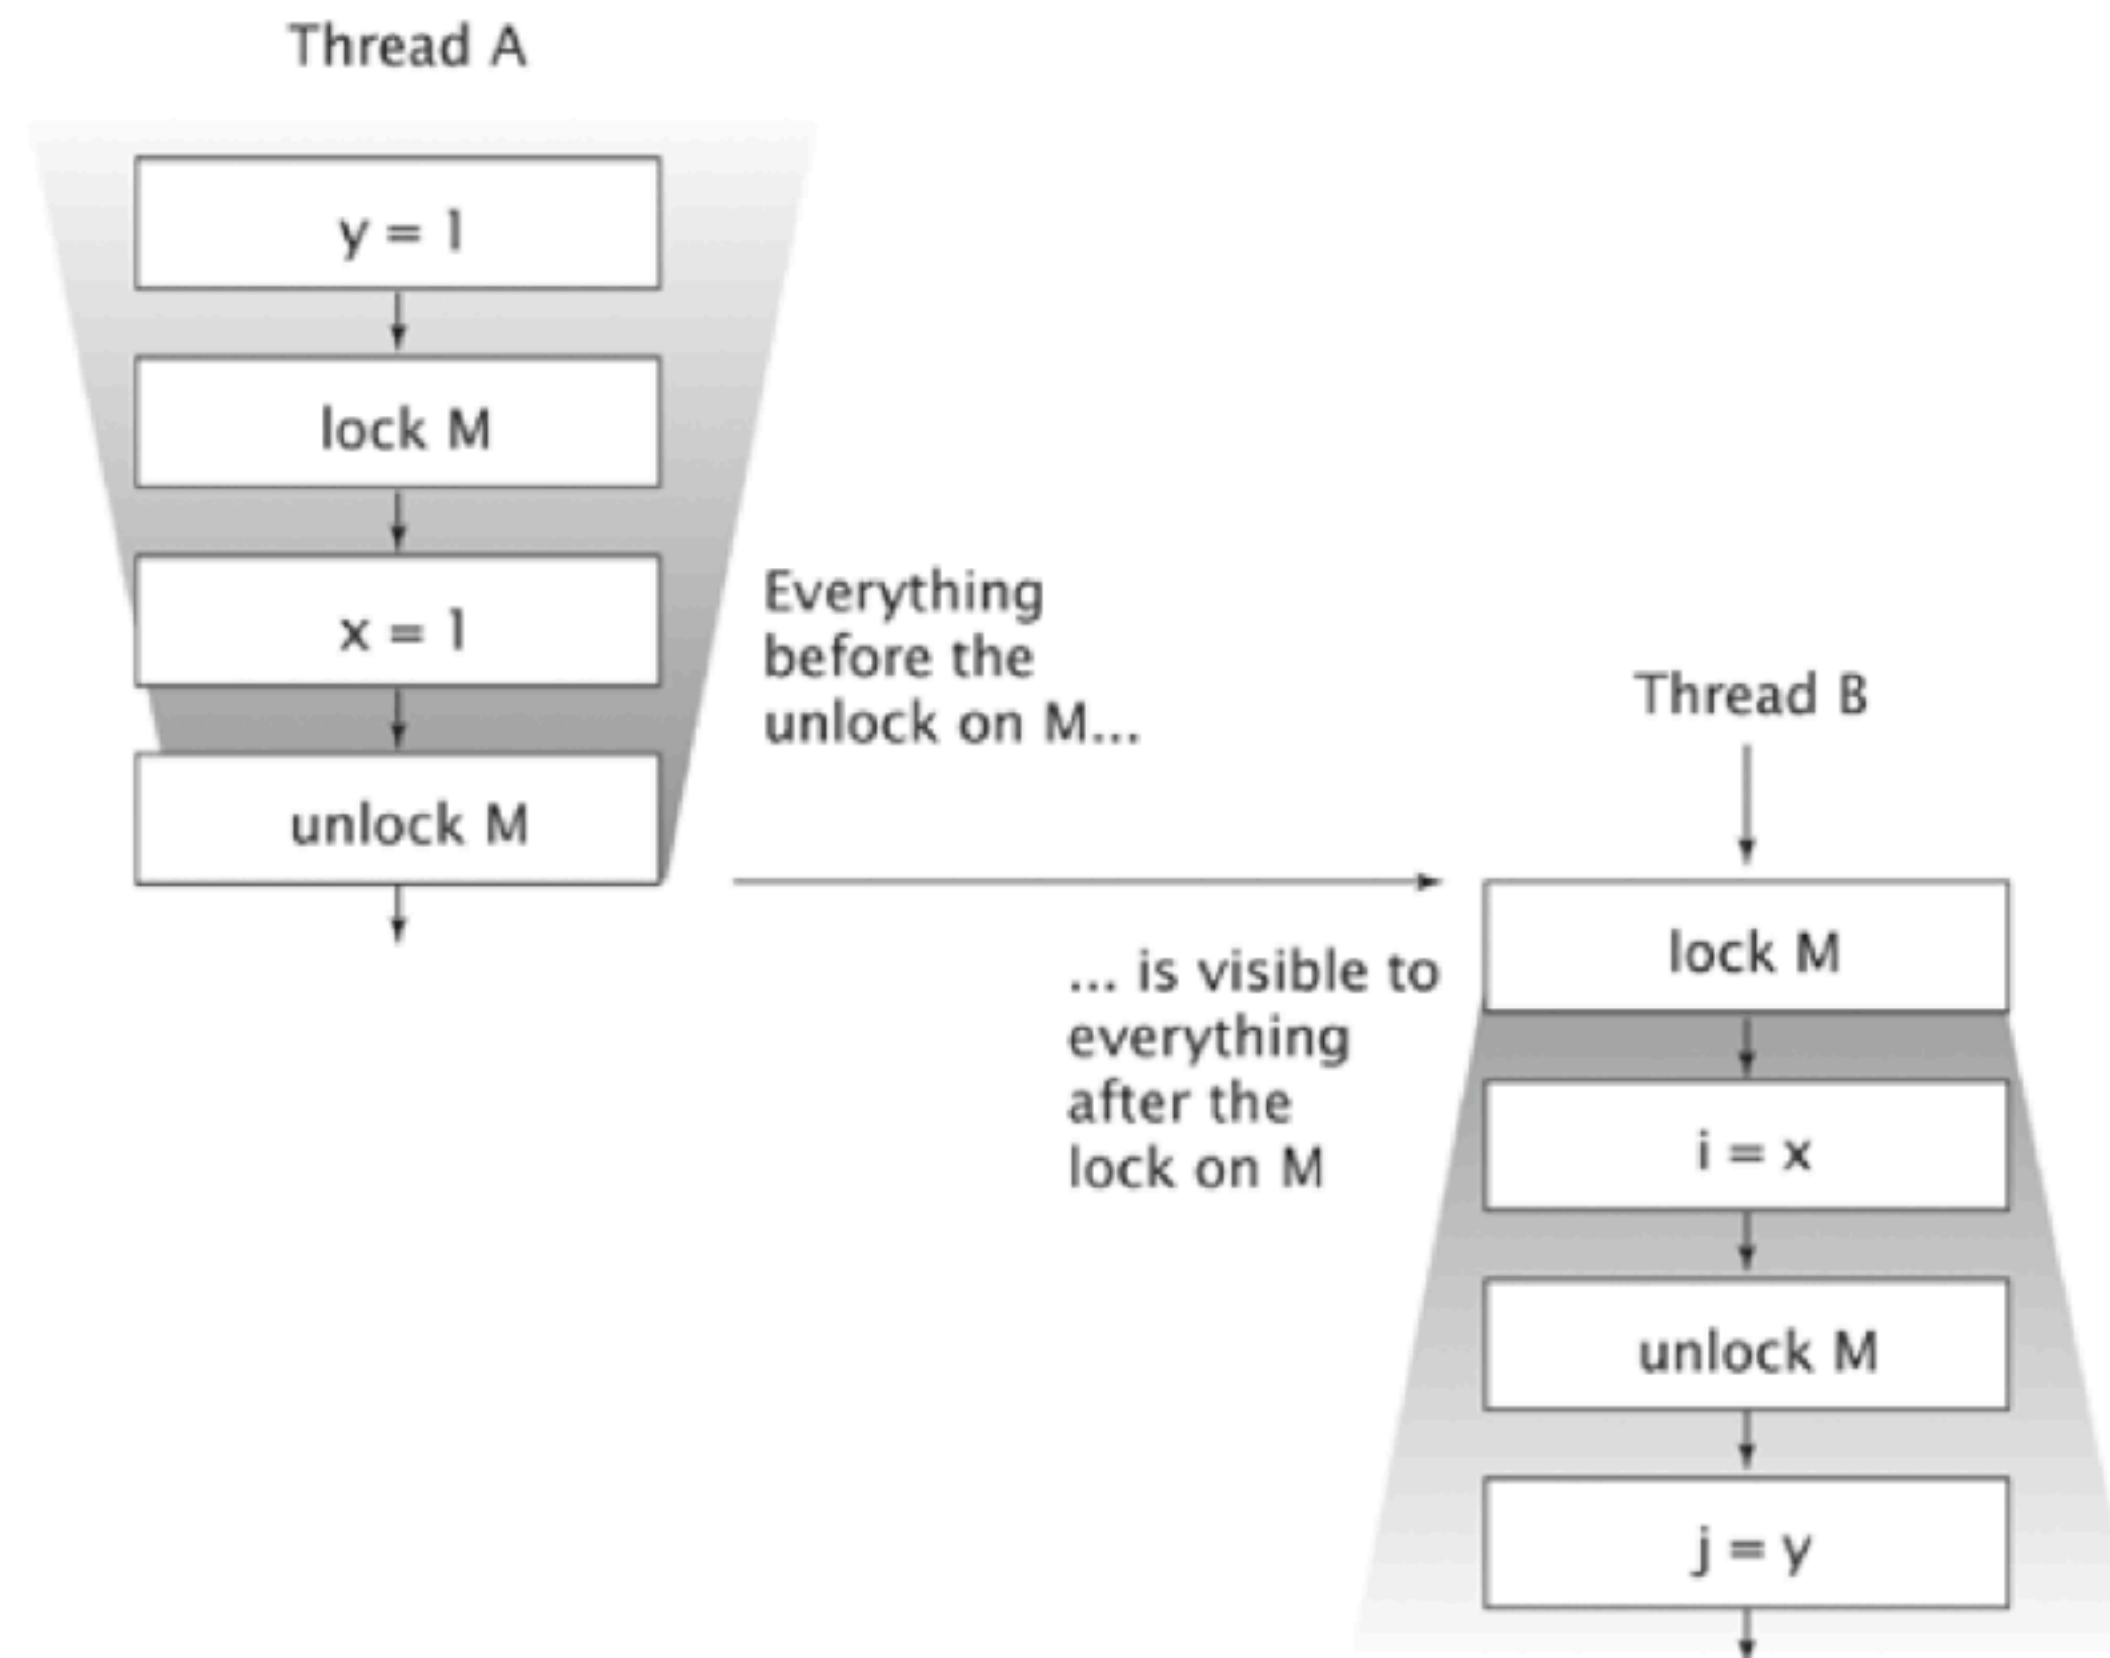 Thread A
y = 1
lock M
x = 1
unlock M
Everything
before the
unlock on M...
... is visible to
everything
after the
lock on M
Thread B
lock M
i = x
unlock M
j = y